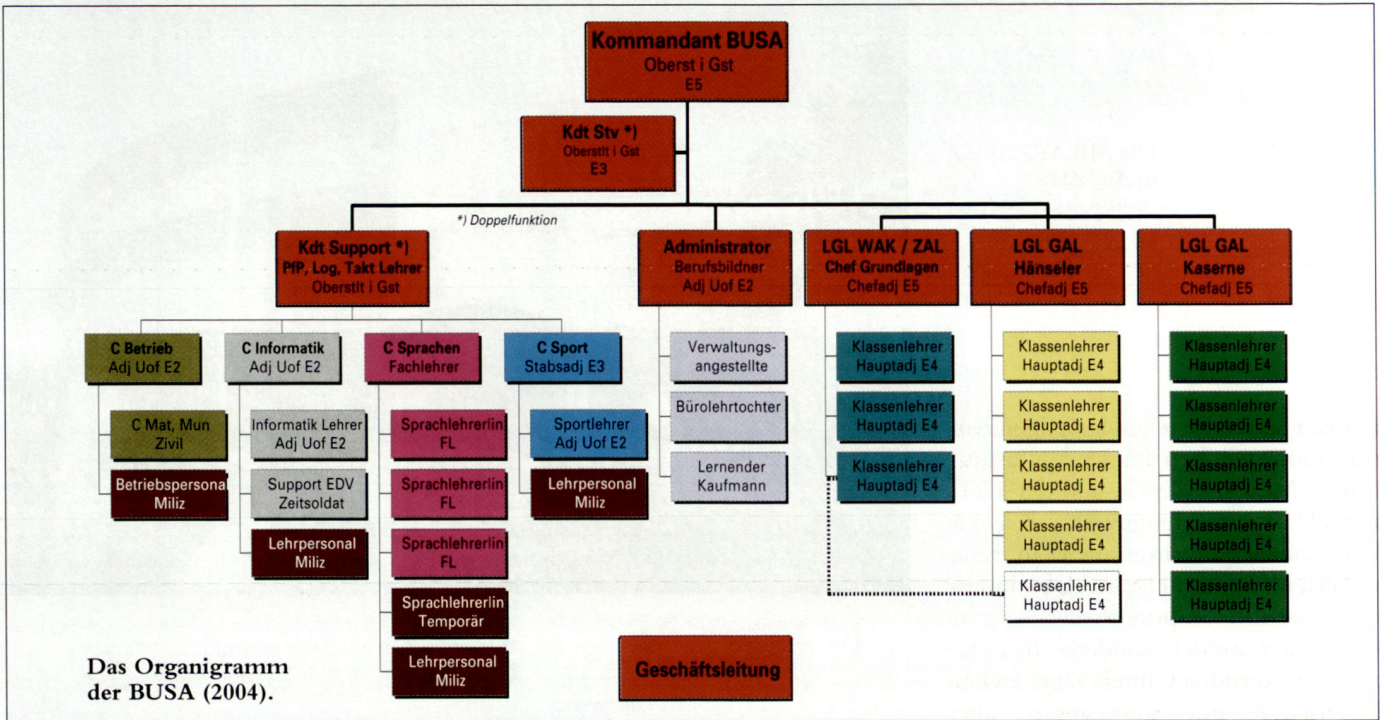 Kommandant BUSA
Oberst i Gst
E5
Kdt Stv *)
Oberstlt i Gst
E3
*) Doppelfunktion
Kdt Support *)
PfP, Log, Takt Lehrer
Oberstlt i Gst
Administrator
Berufsbildner
Adj Uof E2
LGL WAK / ZAL
Chef Grundlagen
Chefadj E5
LGL GAL
Hänseler
Chefadj E5
LGL GAL
Kaserne
Chefadj E5
C Betrieb
Adj Uof E2
C Mat, Mun
Zivil
Betriebspersonal
Miliz
C Informatik
Adj Uof E2
Informatik Lehrer
Adj Uof E2
Support EDV
Zeitsoldat
Lehrpersonal
Miliz
C Sprachen
Fachlehrer
SprachlehrerIin
FL
SprachlehrerIin
FL
SprachlehrerIin
FL
SprachlehrerIin
Temporär
Lehrpersonal
Miliz
C Sport
Stabsadj E3
Sportlehrer
Adj Uof E2
Lehrpersonal
Miliz
Verwaltungs-
angestellte
Bürolehrtochter
Lernender
Kaufmann
Klassenlehrer
Hauptadj E4
Klassenlehrer
Hauptadj E4
Klassenlehrer
Hauptadj E4
Klassenlehrer
Hauptadj E4
Klassenlehrer
Hauptadj E4
Klassenlehrer
Hauptadj E4
Klassenlehrer
Hauptadj E4
Klassenlehrer
Hauptadj E4
Klassenlehrer
Hauptadj E4
Klassenlehrer
Hauptadj E4
Klassenlehrer
Hauptadj E4
Klassenlehrer
Hauptadj E4
Klassenlehrer
Hauptadj E4
Geschäftsleitung
Das Organigramm
der BUSA (2004).